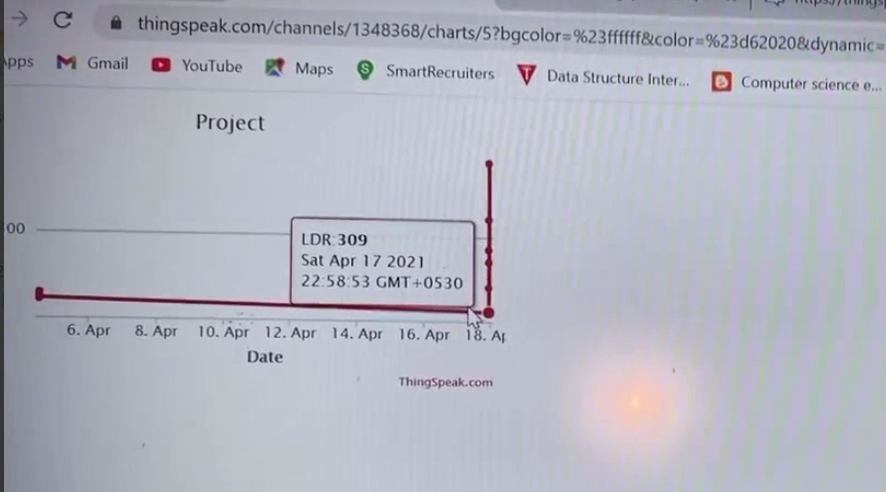 thingspeak.com/channels/1348368/charts/5?bgcolor=%23ffffff&color=%23d62020&dynamic=
Apps Gmail YouTube Maps SmartRecruiters Data Structure Inter... Computer science e...
Project
00
LDR:309
Sat Apr 17 2021
22:58:53 GMT+0530
6. Apr 8. Apr 10. Apr 12. Apr 14. Apr 16. Apr 18. Ap
Date
ThingSpeak.com